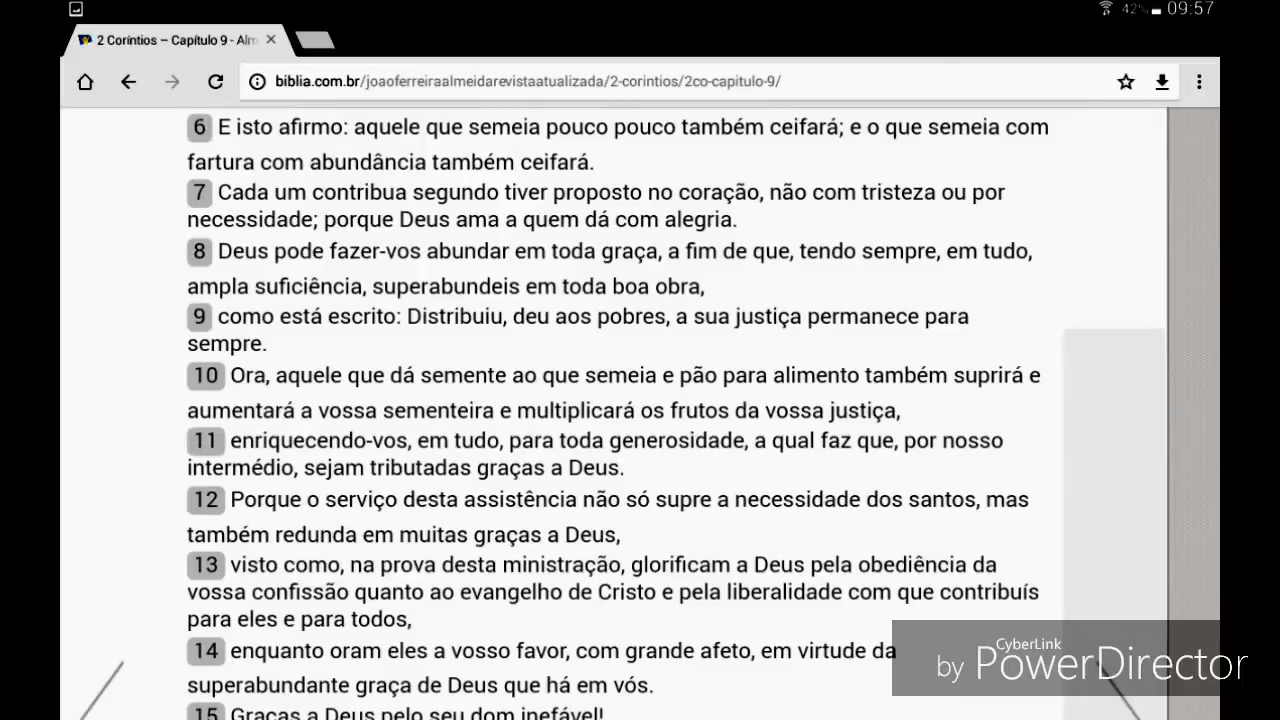 42% 09:57
2 Coríntios – Capítulo 9 - Alm
biblia.com.br/joaoferreiraalmeidarevistaatualizada/2-corintios/2co-capitulo-9/
6 E isto afirmo: aquele que semeia pouco pouco também ceifará; e o que semeia com
fartura com abundância também ceifará.
7 Cada um contribua segundo tiver proposto no coração, não com tristeza ou por
necessidade; porque Deus ama a quem dá com alegria.
8 Deus pode fazer-vos abundar em toda graça, a fim de que, tendo sempre, em tudo,
ampla suficiência, superabundeis em toda boa obra,
9 como está escrito: Distribuiu, deu aos pobres, a sua justiça permanece para
sempre.
10 Ora, aquele que dá semente ao que semeia e pão para alimento também suprirá e
aumentará a vossa sementeira e multiplicará os frutos da vossa justiça,
11 enriquecendo-vos, em tudo, para toda generosidade, a qual faz que, por nosso
intermédio, sejam tributadas graças a Deus.
12 Porque o serviço desta assistência não só supre a necessidade dos santos, mas
também redunda em muitas graças a Deus,
13 visto como, na prova desta ministração, glorificam a Deus pela obediência da
vossa confissão quanto ao evangelho de Cristo e pela liberalidade com que contribuís
para eles e para todos,
14 enquanto oram eles a vosso favor, com grande afeto, em virtude da
superabundante graça de Deus que há em vós.
15 Graças a Deus pelo seu dom inefável!
CyberLink
by PowerDirector